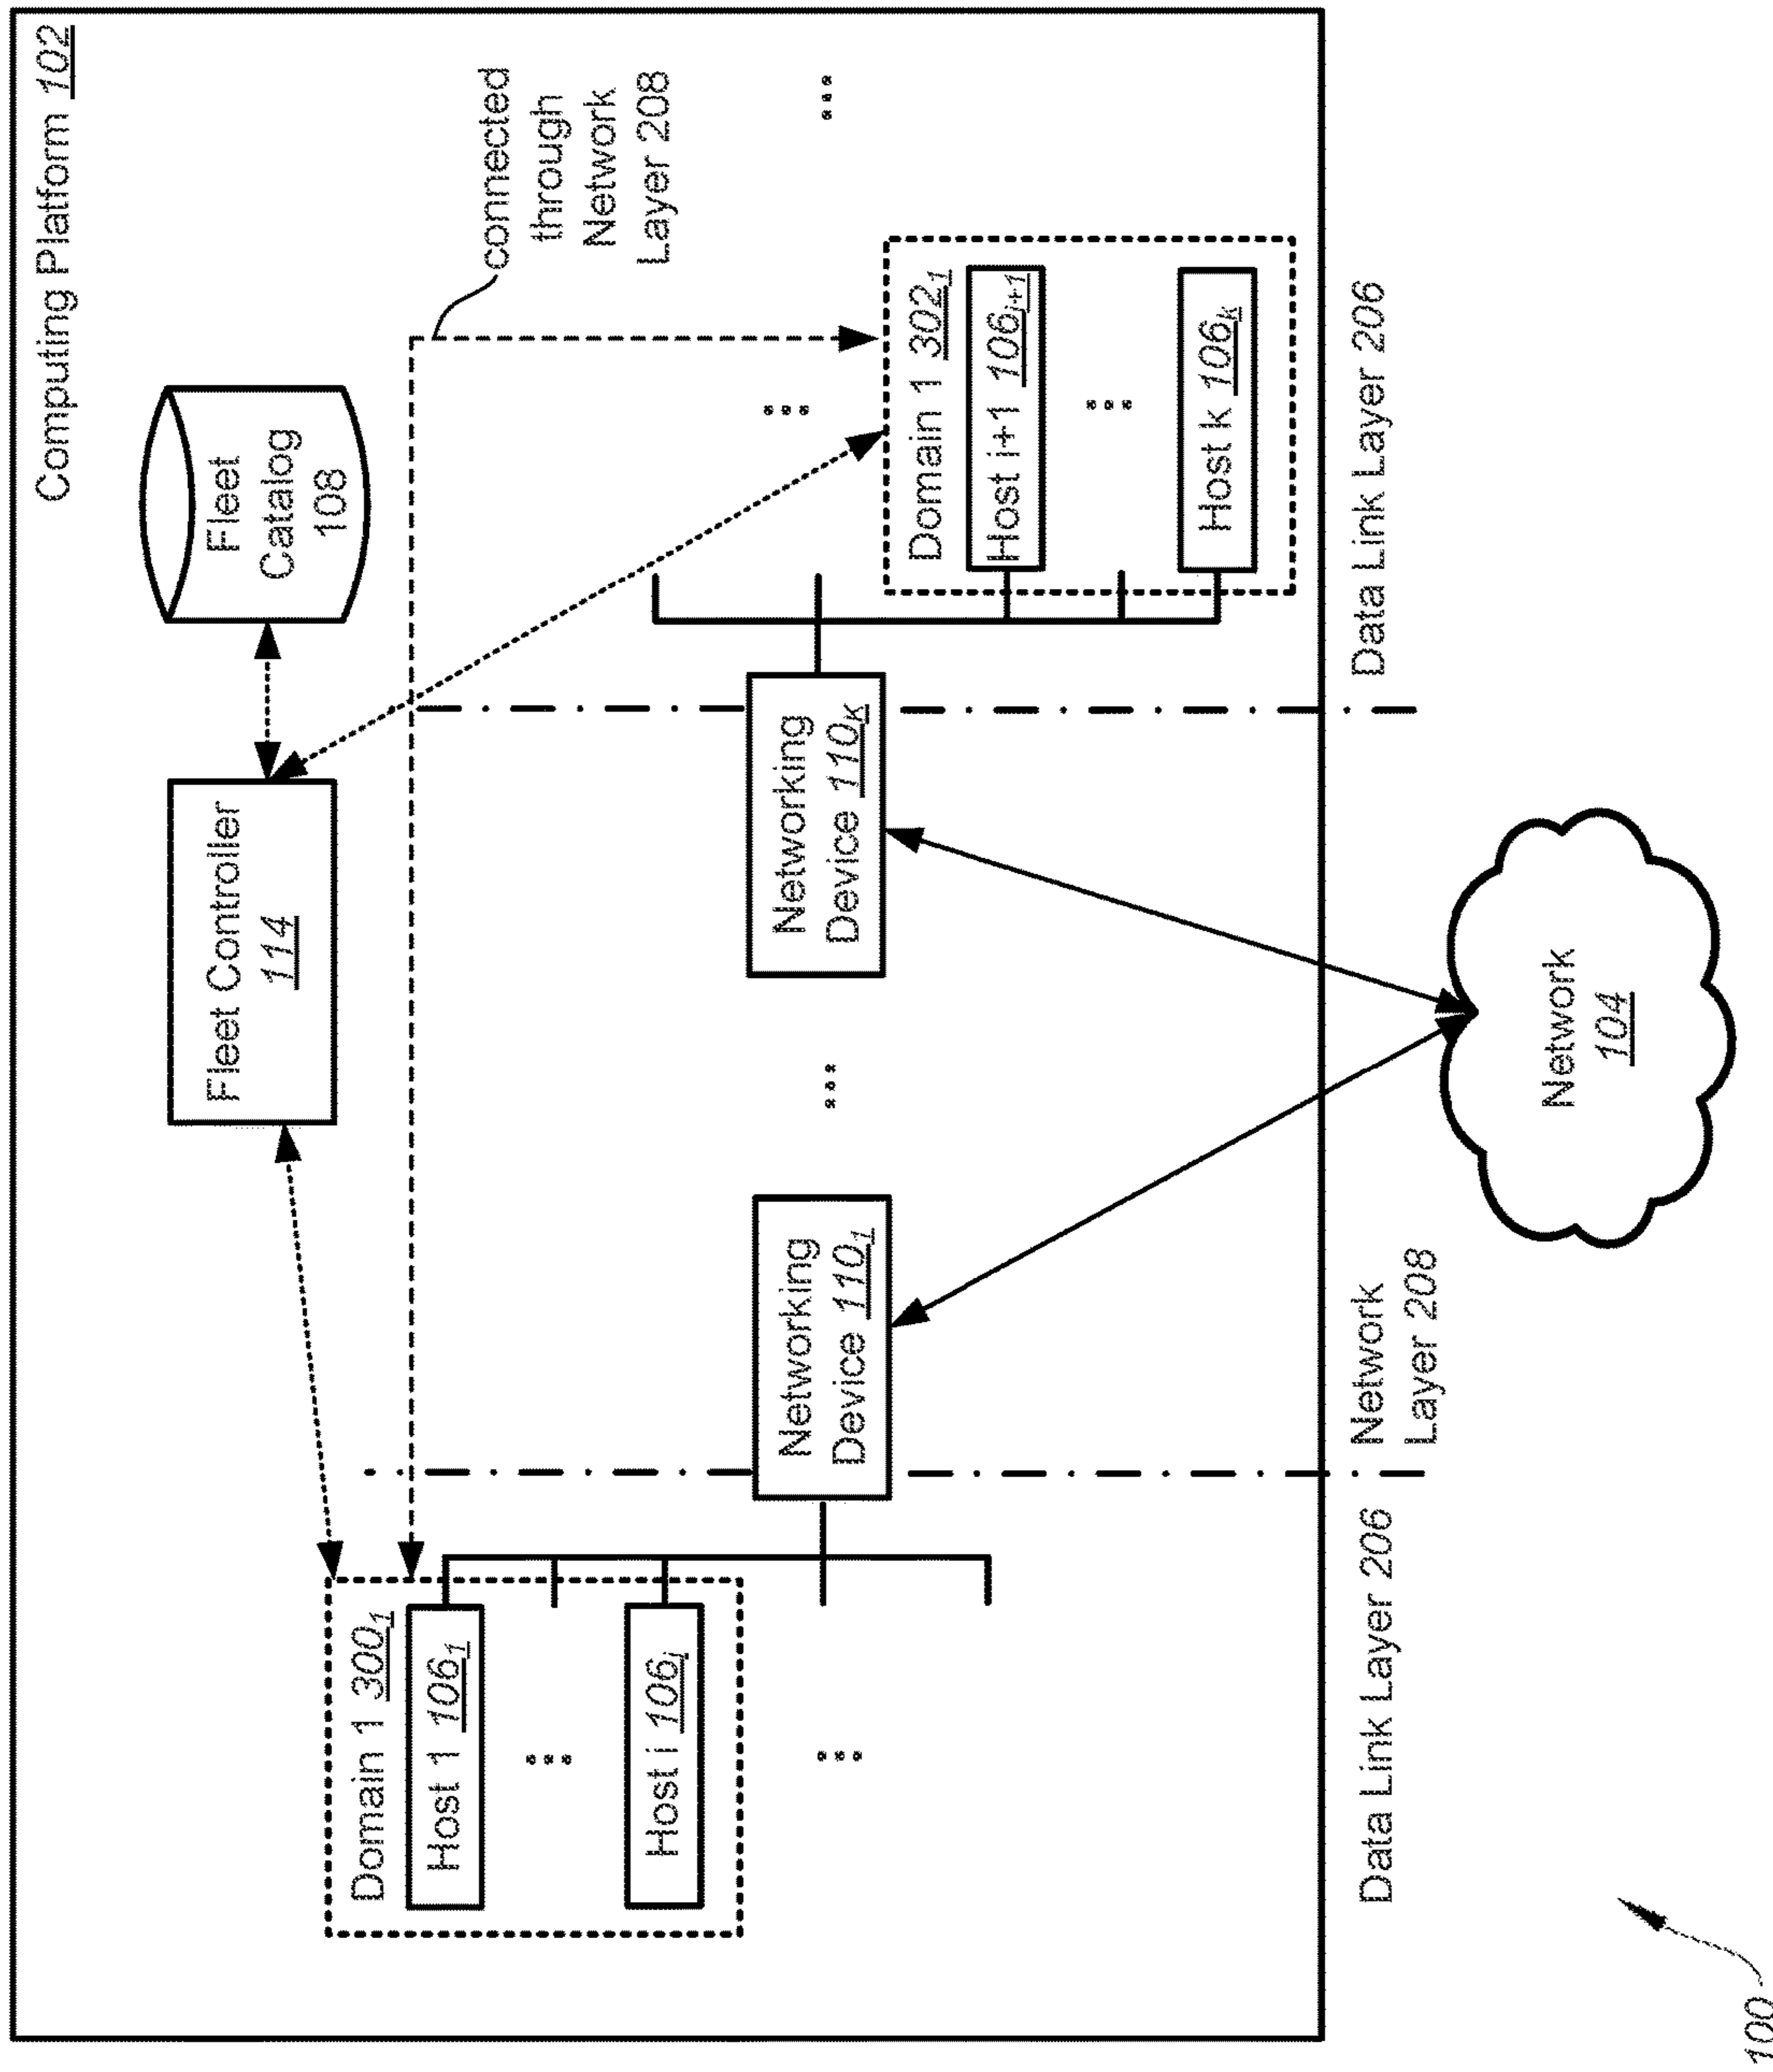 Computing Platform 102
Fleet Controller
114
Fleet
Catalog
108
connected
through
Network
Layer 208
Domain 1 300₁
Host 1 106₁
...
Host i 106ᵢ
...
Networking
Device 110₁
...
Networking
Device 110_K
...
Domain 1 302₁
Host i+1 106ᵢ₊₁
...
Host k 106ₖ
...
Data Link Layer 206
Network
Layer 208
Data Link Layer 206
Network
104
100